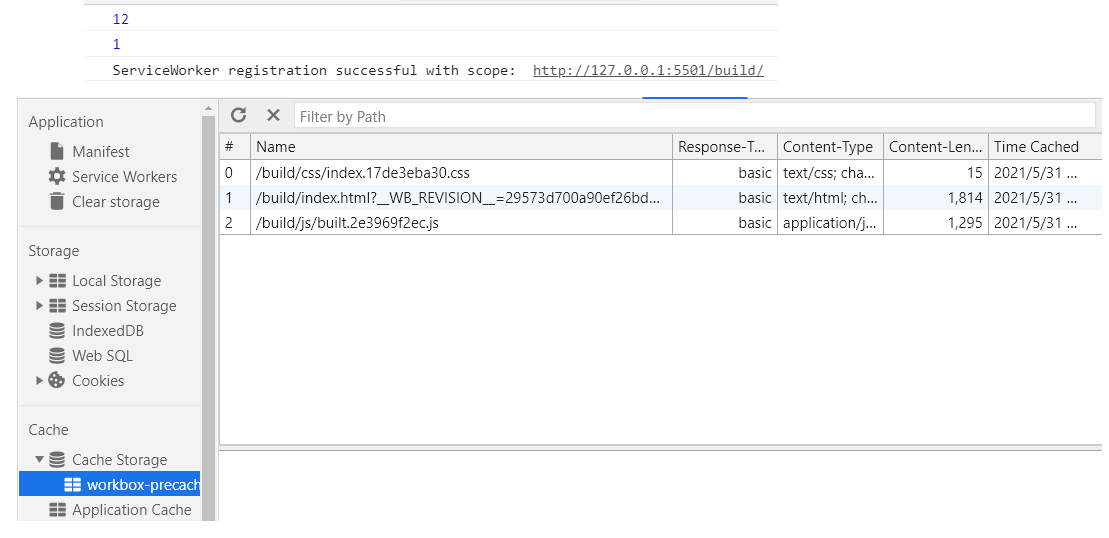 12
1
ServiceWorker registration successful with scope: http://127.0.0.1:5501/build/
Application
Manifest
Service Workers
Clear storage
Storage
Local Storage
Session Storage
IndexedDB
Web SQL
Cookies
Cache
Cache Storage
workbox-precach
Application Cache
Filter by Path
# Name Response-T... Content-Type Content-Len... Time Cached
0 /build/css/index.17de3eba30.css basic text/css; cha... 15 2021/5/31 ...
1 /build/index.html?__WB_REVISION__=29573d700a90ef26bd... basic text/html; ch... 1,814 2021/5/31 ...
2 /build/js/built.2e3969f2ec.js basic application/j... 1,295 2021/5/31 ...